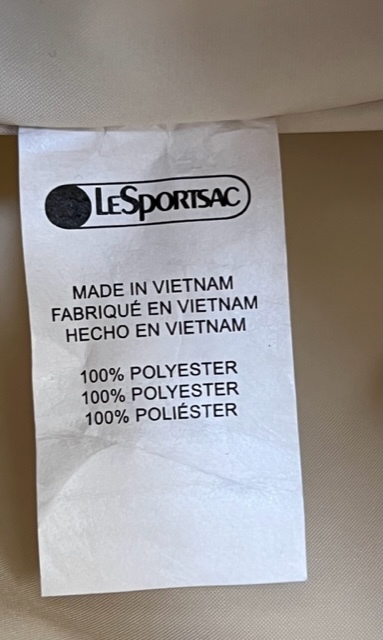 LeSportsac
MADE IN VIETNAM
FABRIQUÉ EN VIETNAM
HECHO EN VIETNAM
100% POLYESTER
100% POLYESTER
100% POLIÉSTER